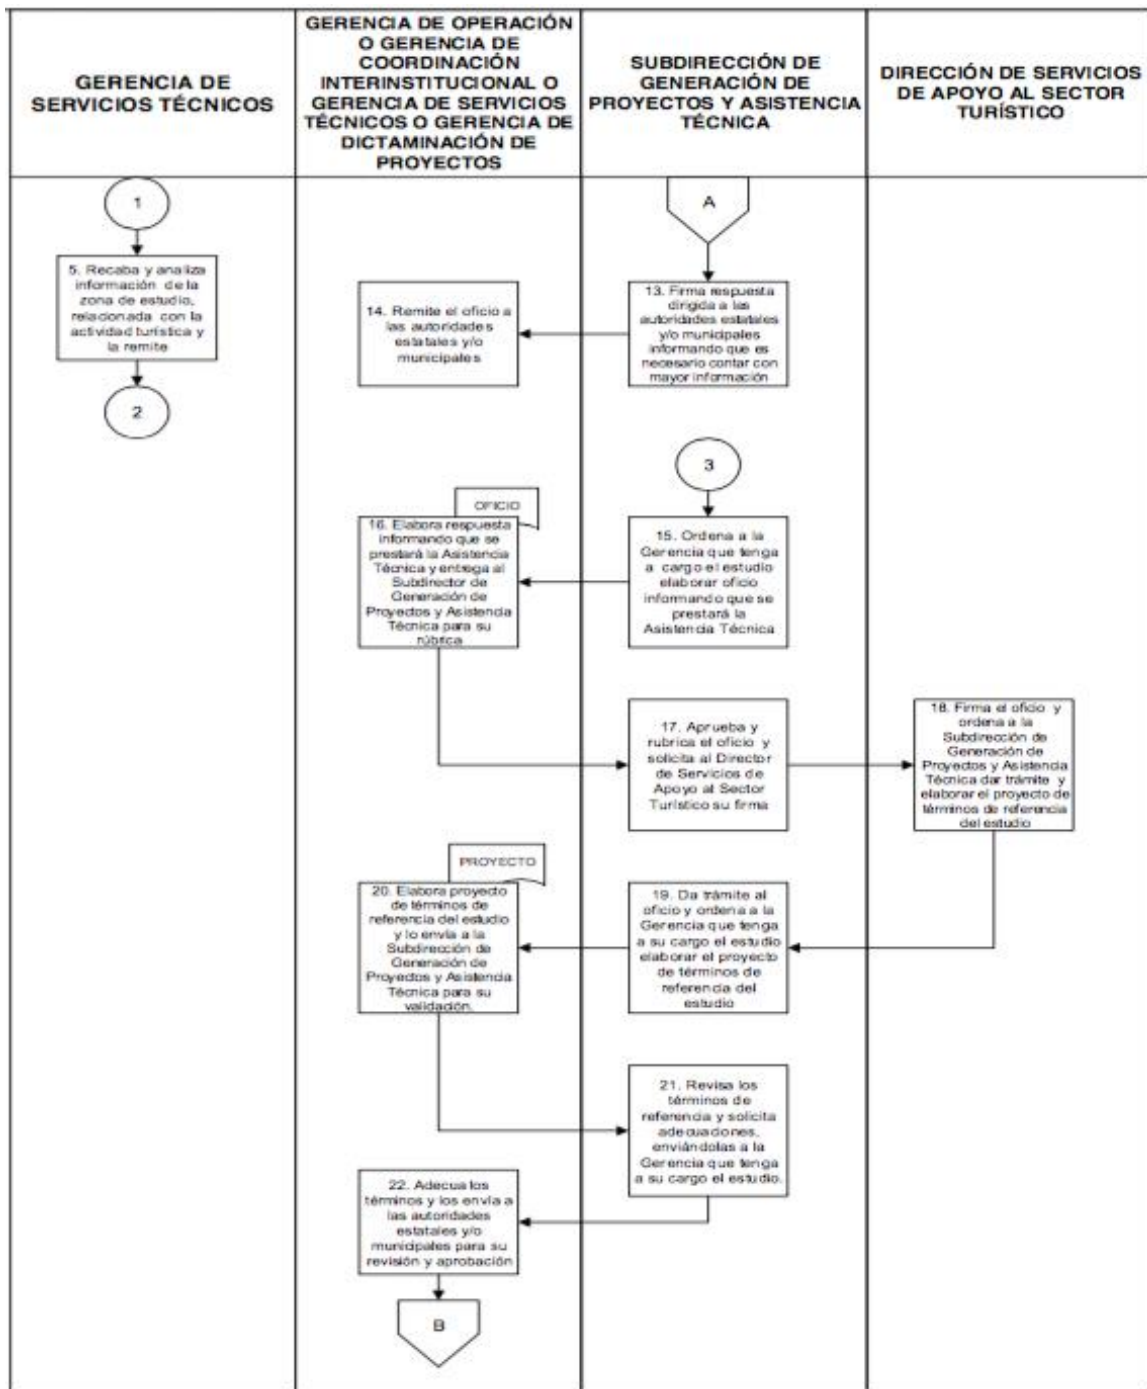 GERENCIA DE
SERVICIOS TÉCNICOS
GERENCIA DE OPERACIÓN
O GERENCIA DE
COORDINACIÓN
INTERINSTITUCIONAL O
GERENCIA DE SERVICIOS
TÉCNICOS O GERENCIA DE
DICTAMINACIÓN DE
PROYECTOS
SUBDIRECCIÓN DE
GENERACIÓN DE
PROYECTOS Y ASISTENCIA
TÉCNICA
DIRECCIÓN DE SERVICIOS
DE APOYO AL SECTOR
TURÍSTICO
1
5. Recaba y analiza
información de la
zona de estudio,
relacionada con la
actividad turística y
la remite
2
A
13. Firma respuesta
dirigida a las
autoridades estatales
y/o municipales
informando que es
necesario contar con
mayor información
14. Remite el oficio a
las autoridades
estatales y/o
municipales
3
15. Ordena a la
Gerencia que tenga
a cargo el estudio
elaborar oficio
informando que se
prestará la
Asistencia Técnica
OFICIO
16. Elabora respuesta
informando que se
prestará la Asistencia
Técnica y entrega al
Subdirector de
Generación de
Proyectos y Asistencia
Técnica para su
rúbrica
17. Aprueba y
rubrica el oficio y
solicita al Director
de Servicios de
Apoyo al Sector
Turístico su firma
18. Firma el oficio y
ordena a la
Subdirección de
Generación de
Proyectos y Asistencia
Técnica dar trámite y
elaborar el proyecto de
términos de referencia
del estudio
19. Da trámite al
oficio y ordena a la
Gerencia que tenga
a su cargo el estudio
elaborar el proyecto
de términos de
referencia del
estudio
PROYECTO
20. Elabora proyecto
de términos de
referencia del estudio
y lo envía a la
Subdirección de
Generación de
Proyectos y Asistencia
Técnica para su
validación.
21. Revisa los
términos de
referencia y solicita
adecuaciones,
enviándolas a la
Gerencia que tenga
a su cargo el estudio.
22. Adecua los
términos y los envía a
las autoridades
estatales y/o
municipales para su
revisión y aprobación
B